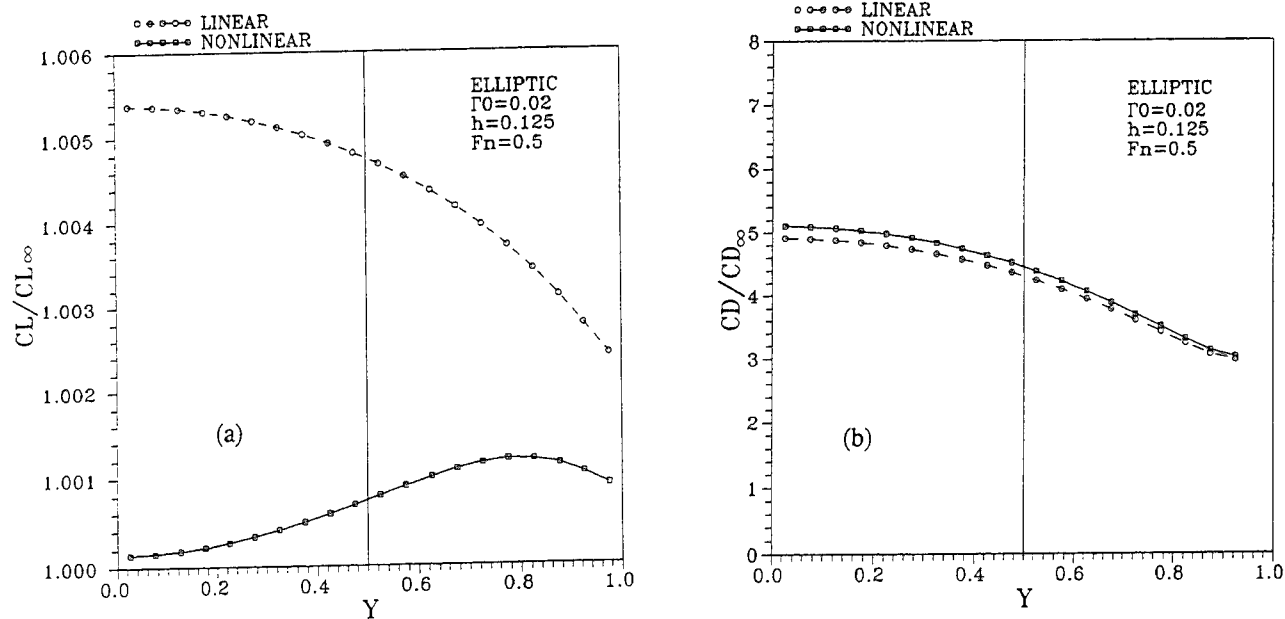 LINEAR
NONLINEAR
1.006
1.005
1.004
1.003
1.002
1.001
1.000
CL/CL∞
ELLIPTIC
Γ0=0.02
h=0.125
Fn=0.5
(a)
0.0 0.2 0.4 0.6 0.8 1.0
Y
LINEAR
NONLINEAR
8
7
6
5
4
3
2
1
0
CD/CD∞
ELLIPTIC
Γ0=0.02
h=0.125
Fn=0.5
(b)
0.0 0.2 0.4 0.6 0.8 1.0
Y